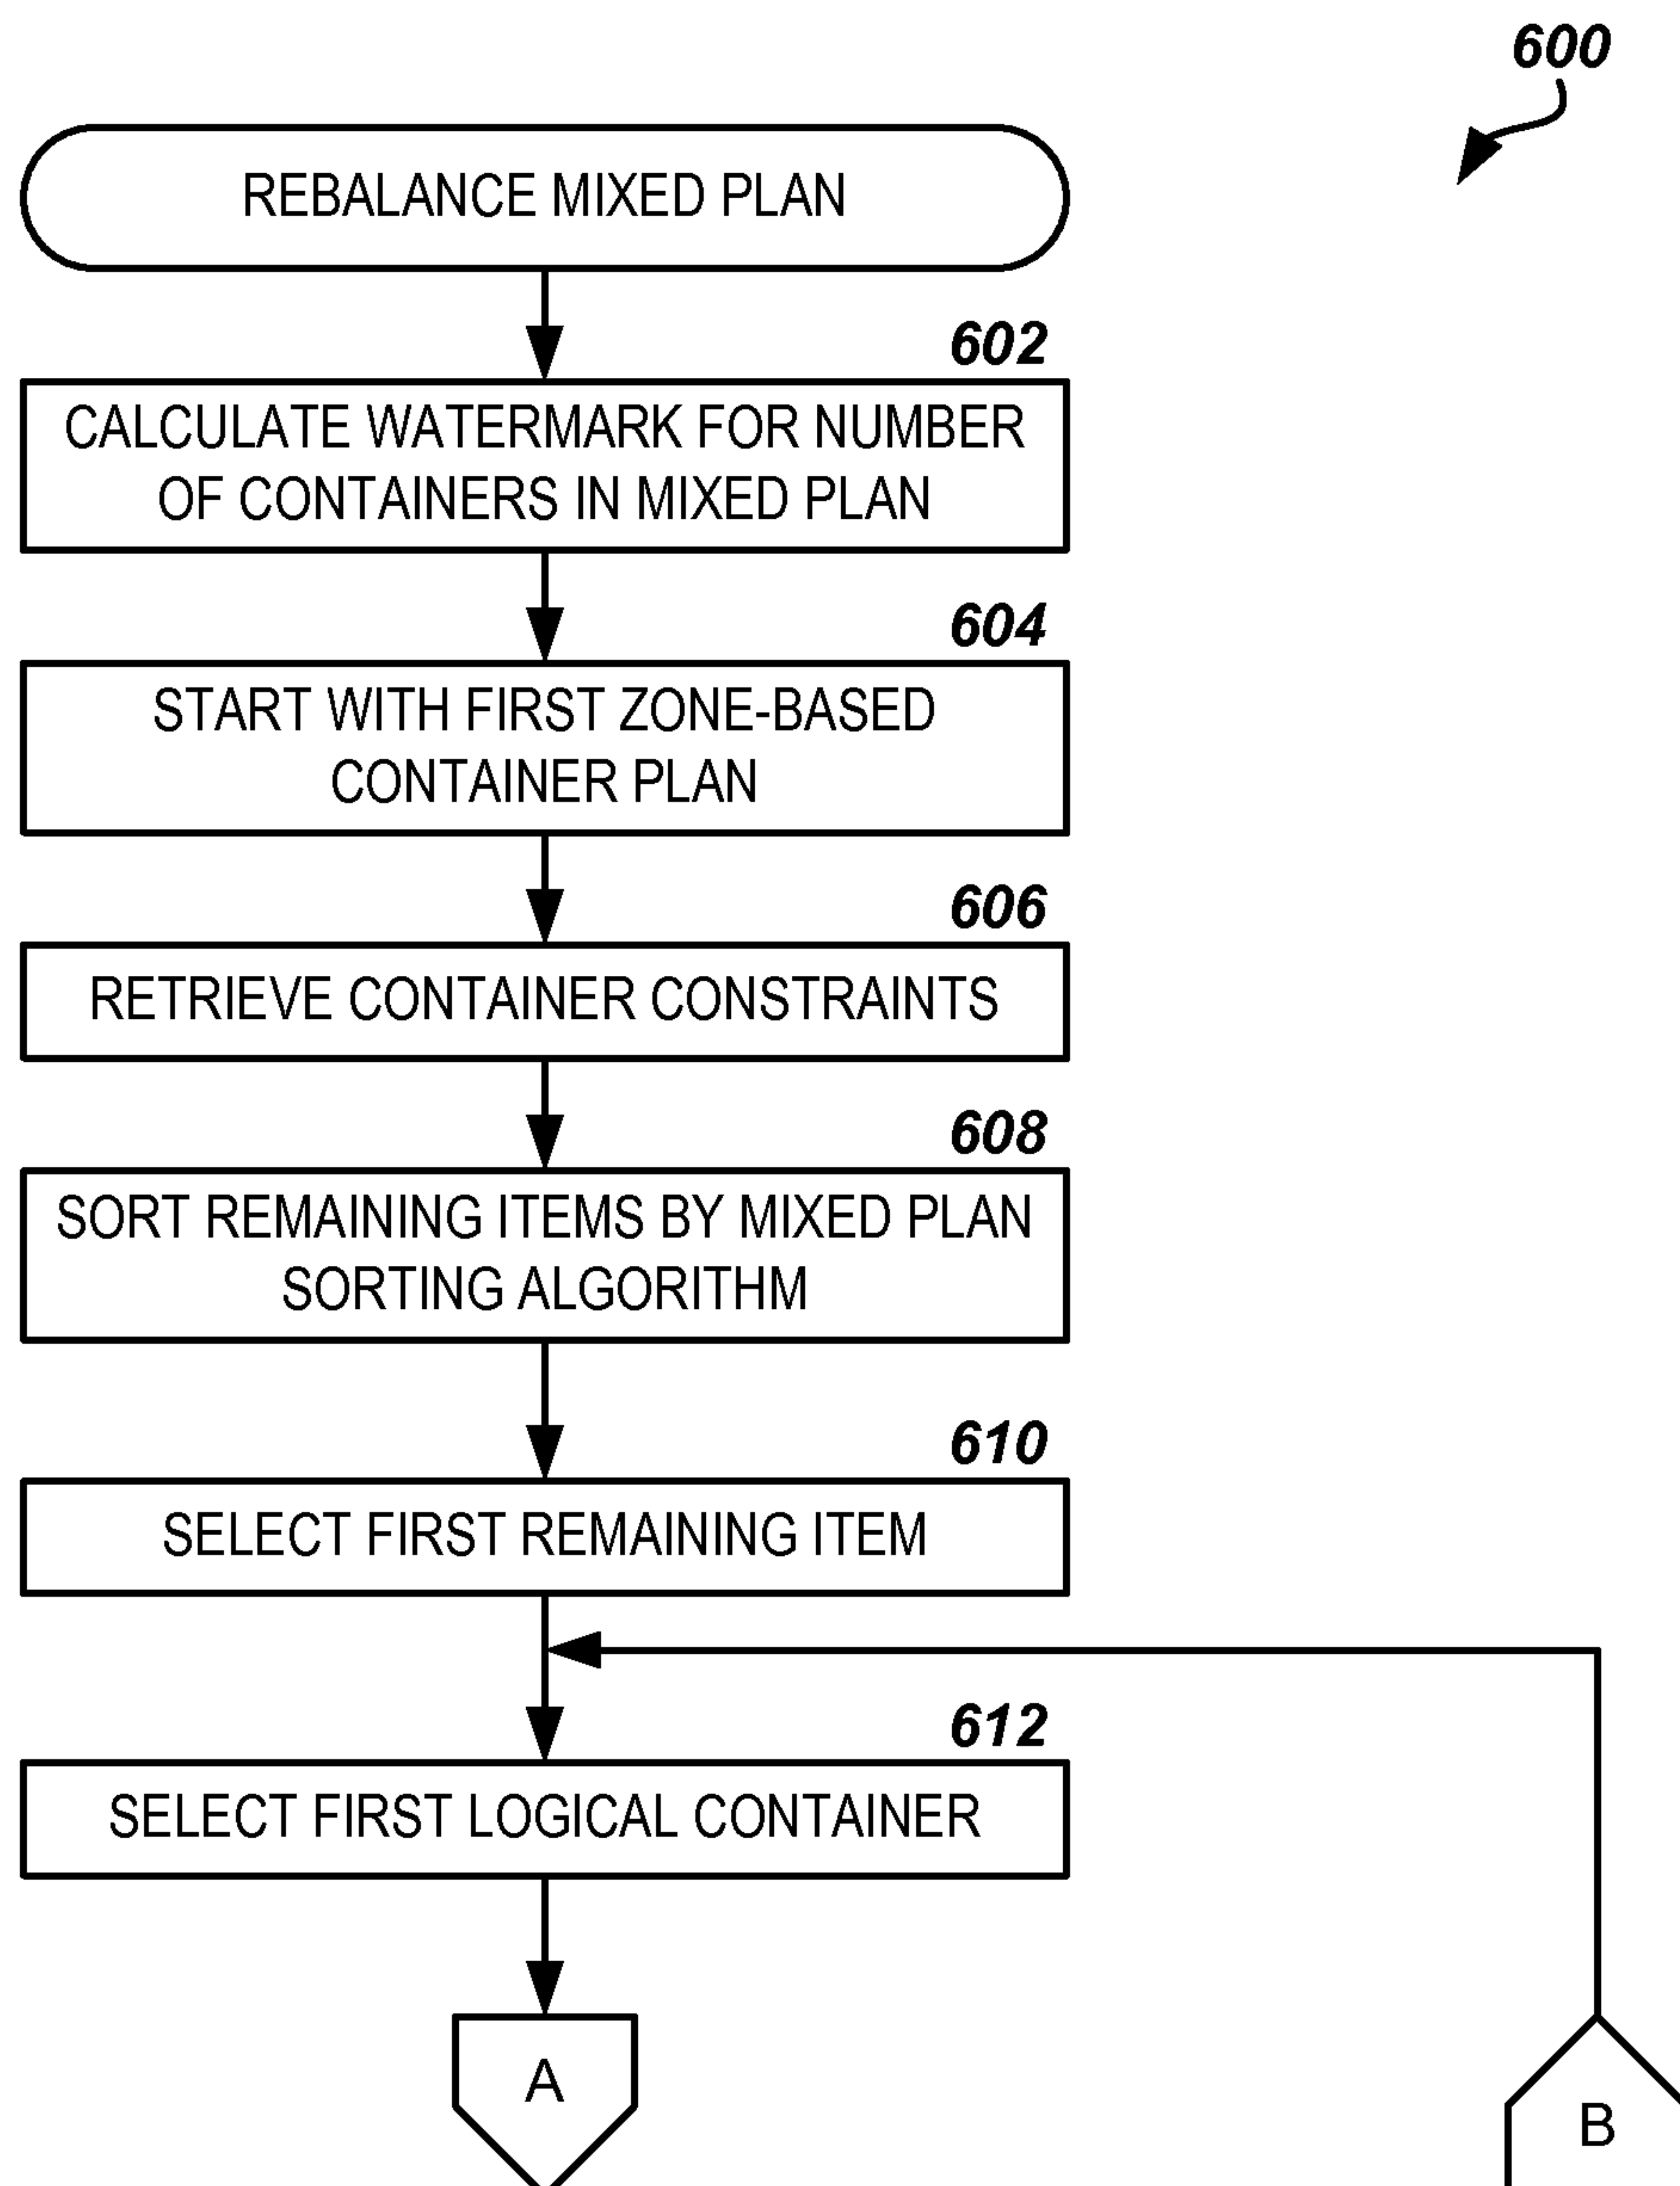 600
REBALANCE MIXED PLAN
602
CALCULATE WATERMARK FOR NUMBER
OF CONTAINERS IN MIXED PLAN
604
START WITH FIRST ZONE-BASED
CONTAINER PLAN
606
RETRIEVE CONTAINER CONSTRAINTS
608
SORT REMAINING ITEMS BY MIXED PLAN
SORTING ALGORITHM
610
SELECT FIRST REMAINING ITEM
612
SELECT FIRST LOGICAL CONTAINER
A
B